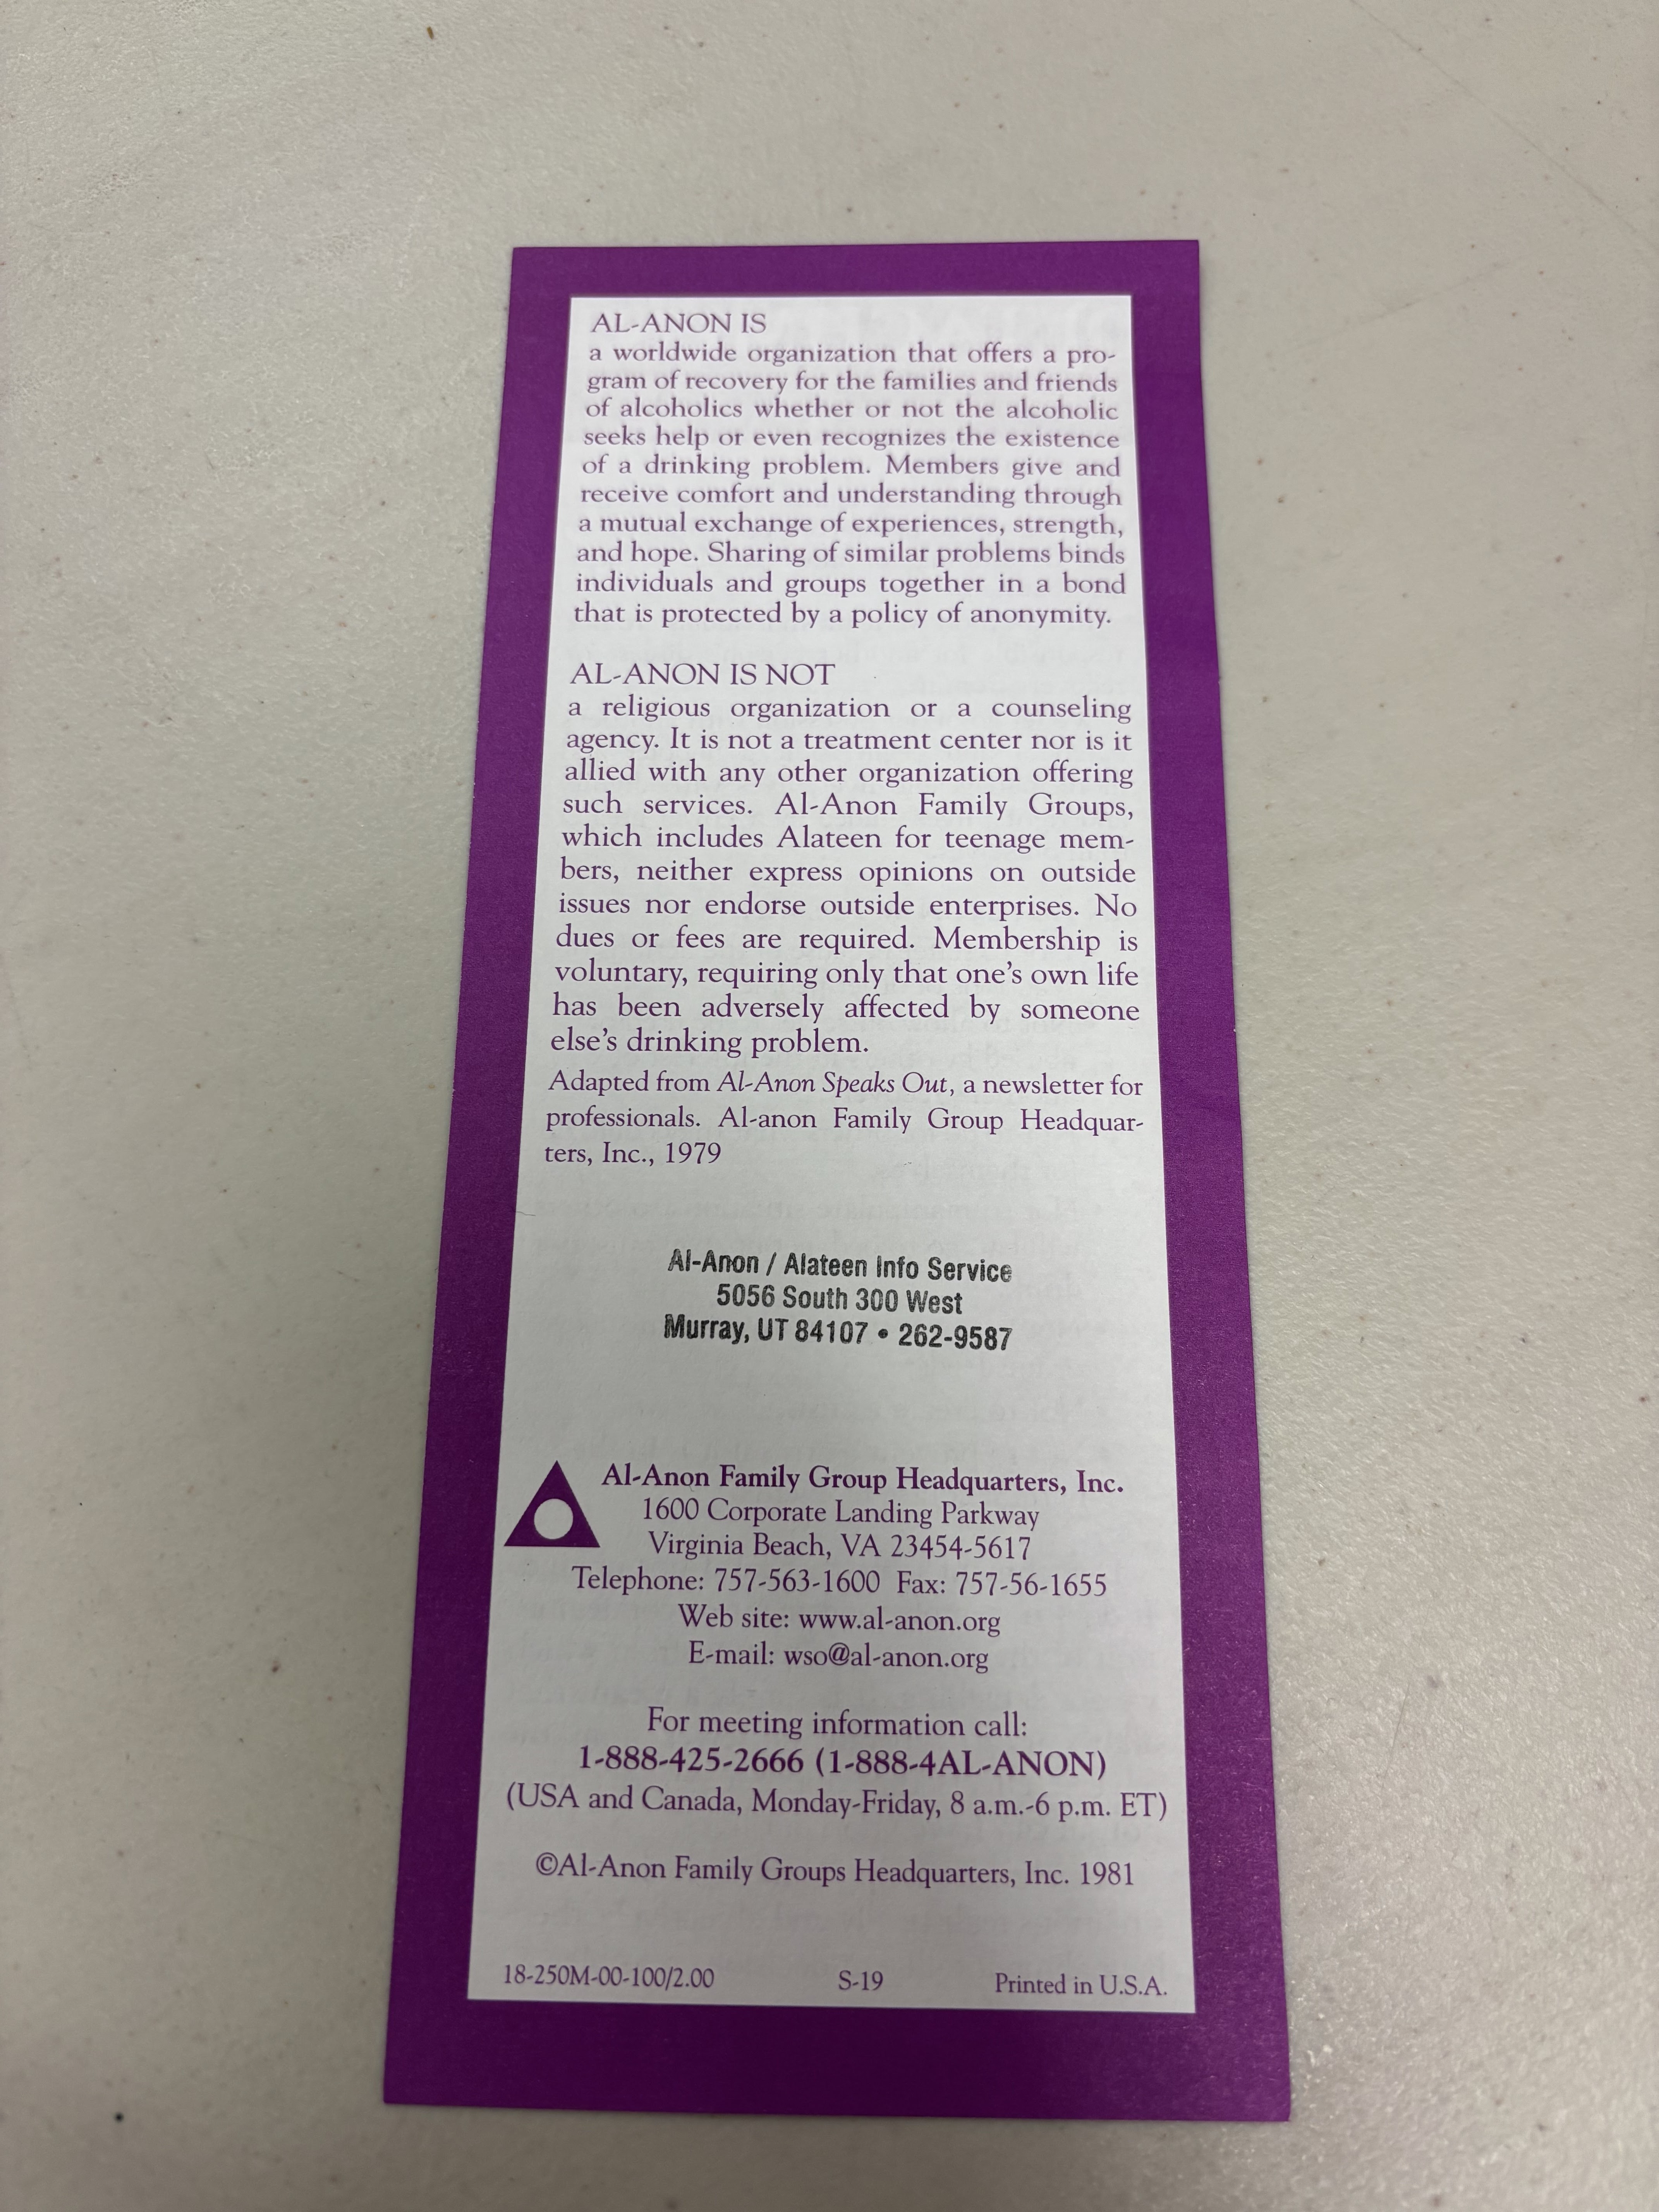 AL-ANON IS
a worldwide organization that offers a pro-
gram of recovery for the families and friends
of alcoholics whether or not the alcoholic
seeks help or even recognizes the existence
of a drinking problem. Members give and
receive comfort and understanding through
a mutual exchange of experiences, strength,
and hope. Sharing of similar problems binds
individuals and groups together in a bond
that is protected by a policy of anonymity.
AL-ANON IS NOT
a religious organization or a counseling
agency. It is not a treatment center nor is it
allied with any other organization offering
such services. Al-Anon Family Groups,
which includes Alateen for teenage mem-
bers, neither express opinions on outside
issues nor endorse outside enterprises. No
dues or fees are required. Membership is
voluntary, requiring only that one's own life
has been adversely affected by someone
else's drinking problem.
Adapted from Al-Anon Speaks Out, a newsletter for
professionals. Al-anon Family Group Headquar-
ters, Inc., 1979
Al-Anon / Alateen Info Service
5056 South 300 West
Murray, UT 84107 • 262-9587
Al-Anon Family Group Headquarters, Inc.
1600 Corporate Landing Parkway
Virginia Beach, VA 23454-5617
Telephone: 757-563-1600 Fax: 757-56-1655
Web site: www.al-anon.org
E-mail: wso@al-anon.org
For meeting information call:
1-888-425-2666 (1-888-4AL-ANON)
(USA and Canada, Monday-Friday, 8 a.m.-6 p.m. ET)
©Al-Anon Family Groups Headquarters, Inc. 1981
18-250M-00-100/2.00 S-19 Printed in U.S.A.